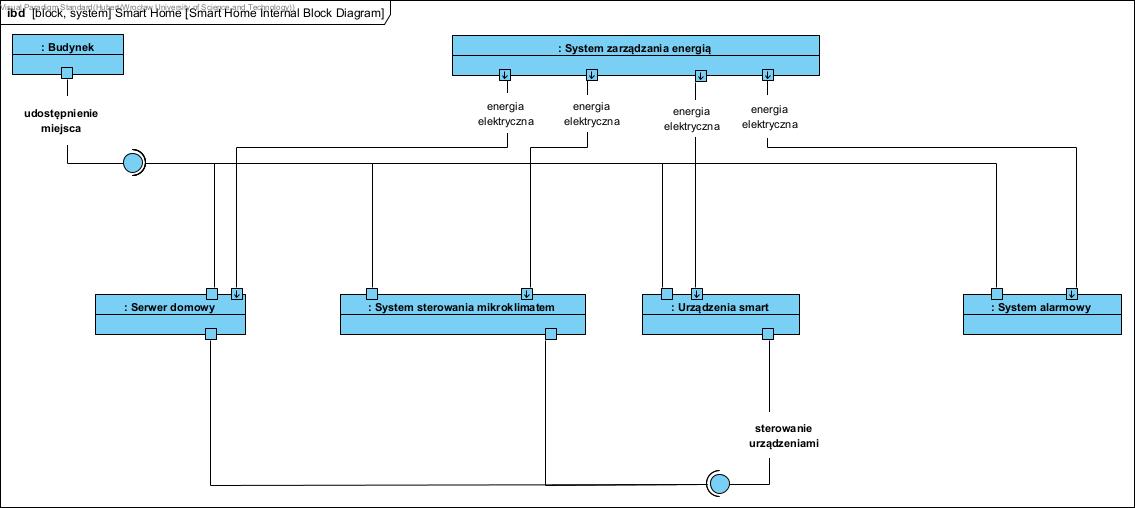 Visual Paradigm Standard(Hubert(Wrocław University of Science and Technology))
ibd [block, system] Smart Home [Smart Home Internal Block Diagram]
: Budynek
: System zarządzania energią
udostępnienie
miejsca
energia
elektryczna
energia
elektryczna
energia
elektryczna
energia
elektryczna
: Serwer domowy
: System sterowania mikroklimatem
: Urządzenia smart
: System alarmowy
sterowanie
urządzeniami